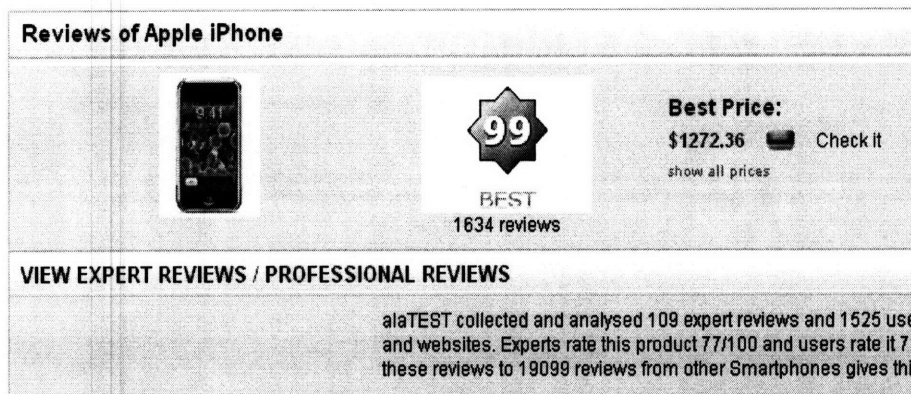 Reviews of Apple iPhone
9:41
99
BEST
1634 reviews
Best Price:
$1272.36 Check it
show all prices
VIEW EXPERT REVIEWS / PROFESSIONAL REVIEWS
alaTEST collected and analysed 109 expert reviews and 1525 use
and websites. Experts rate this product 77/100 and users rate it 7
these reviews to 19099 reviews from other Smartphones gives thi